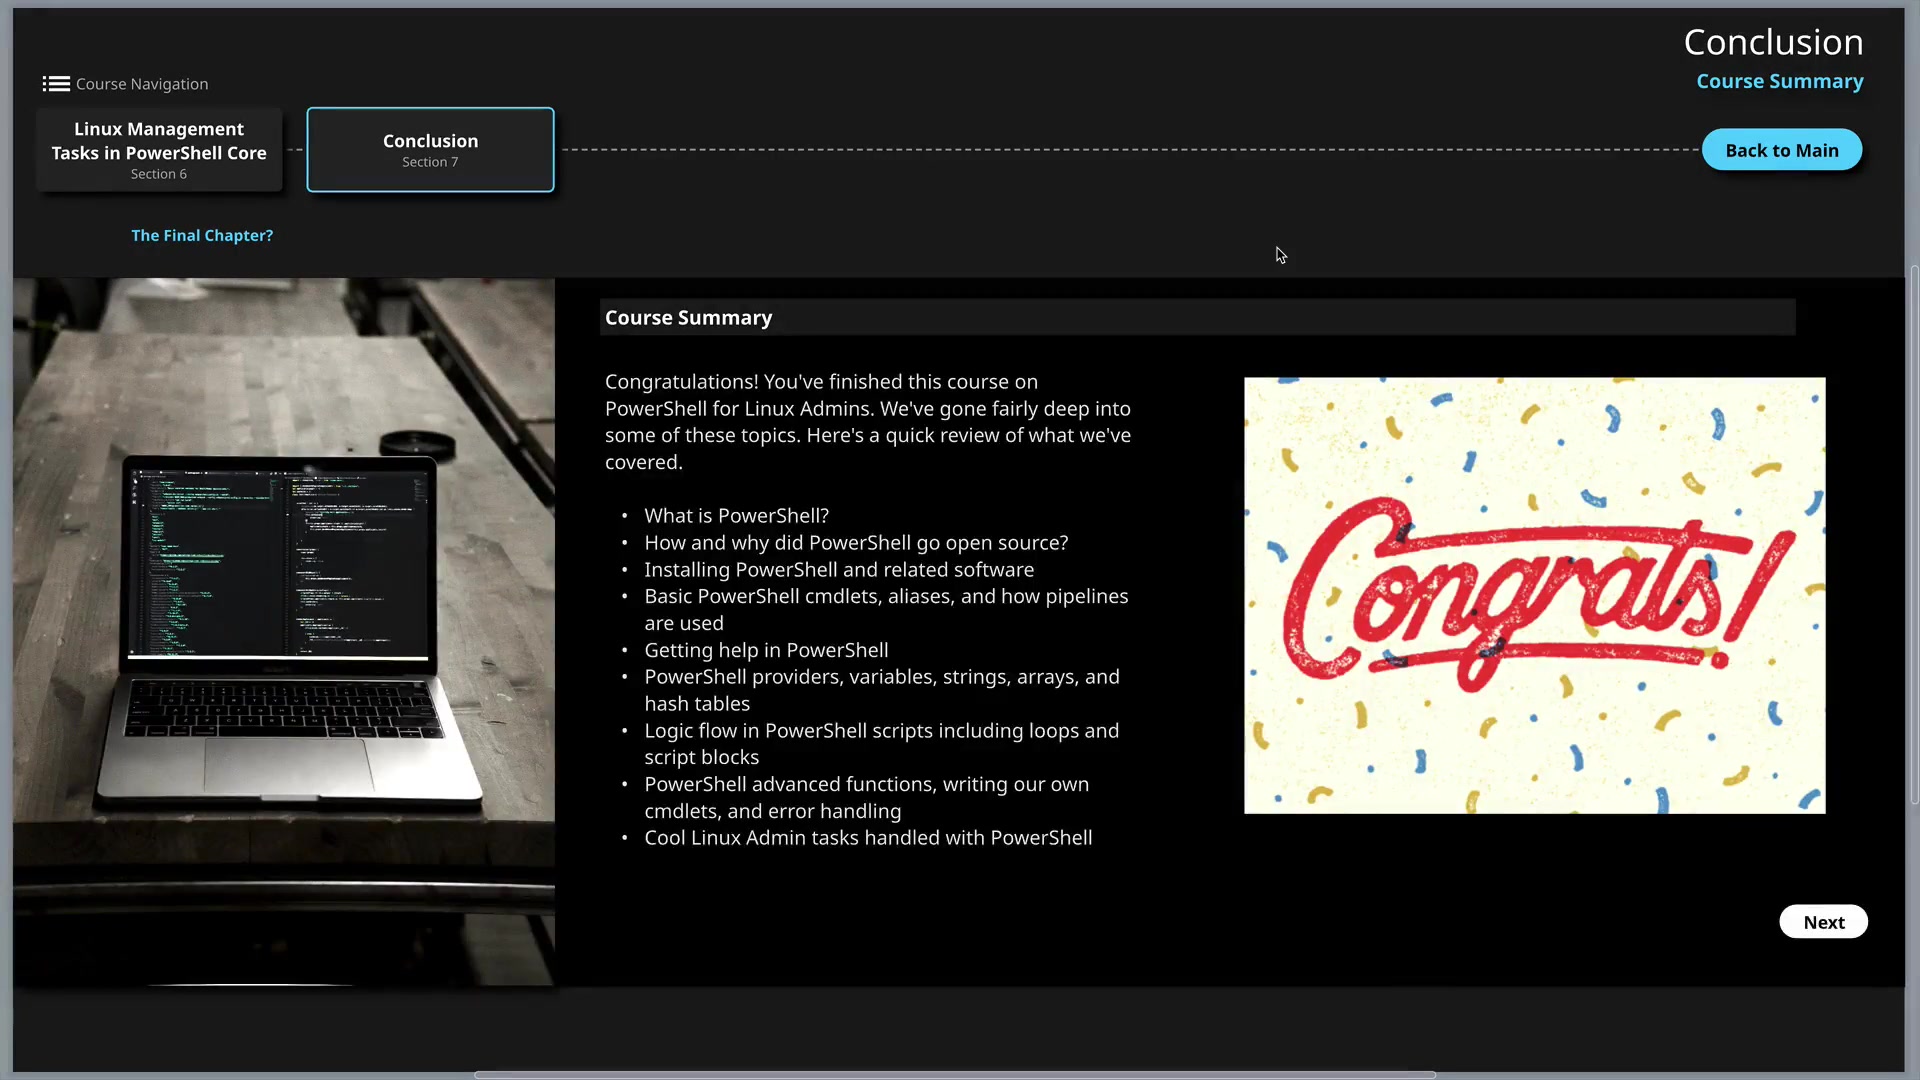 Conclusion
Course Summary
Course Navigation
Linux Management
Tasks in PowerShell Core
Section 6
Conclusion
Section 7
Back to Main
The Final Chapter?
Course Summary
Congratulations! You've finished this course on
PowerShell for Linux Admins. We've gone fairly deep into
some of these topics. Here's a quick review of what we've
covered.
• What is PowerShell?
• How and why did PowerShell go open source?
• Installing PowerShell and related software
• Basic PowerShell cmdlets, aliases, and how pipelines
are used
• Getting help in PowerShell
• PowerShell providers, variables, strings, arrays, and
hash tables
• Logic flow in PowerShell scripts including loops and
script blocks
• PowerShell advanced functions, writing our own
cmdlets, and error handling
• Cool Linux Admin tasks handled with PowerShell
Congrats!
Next